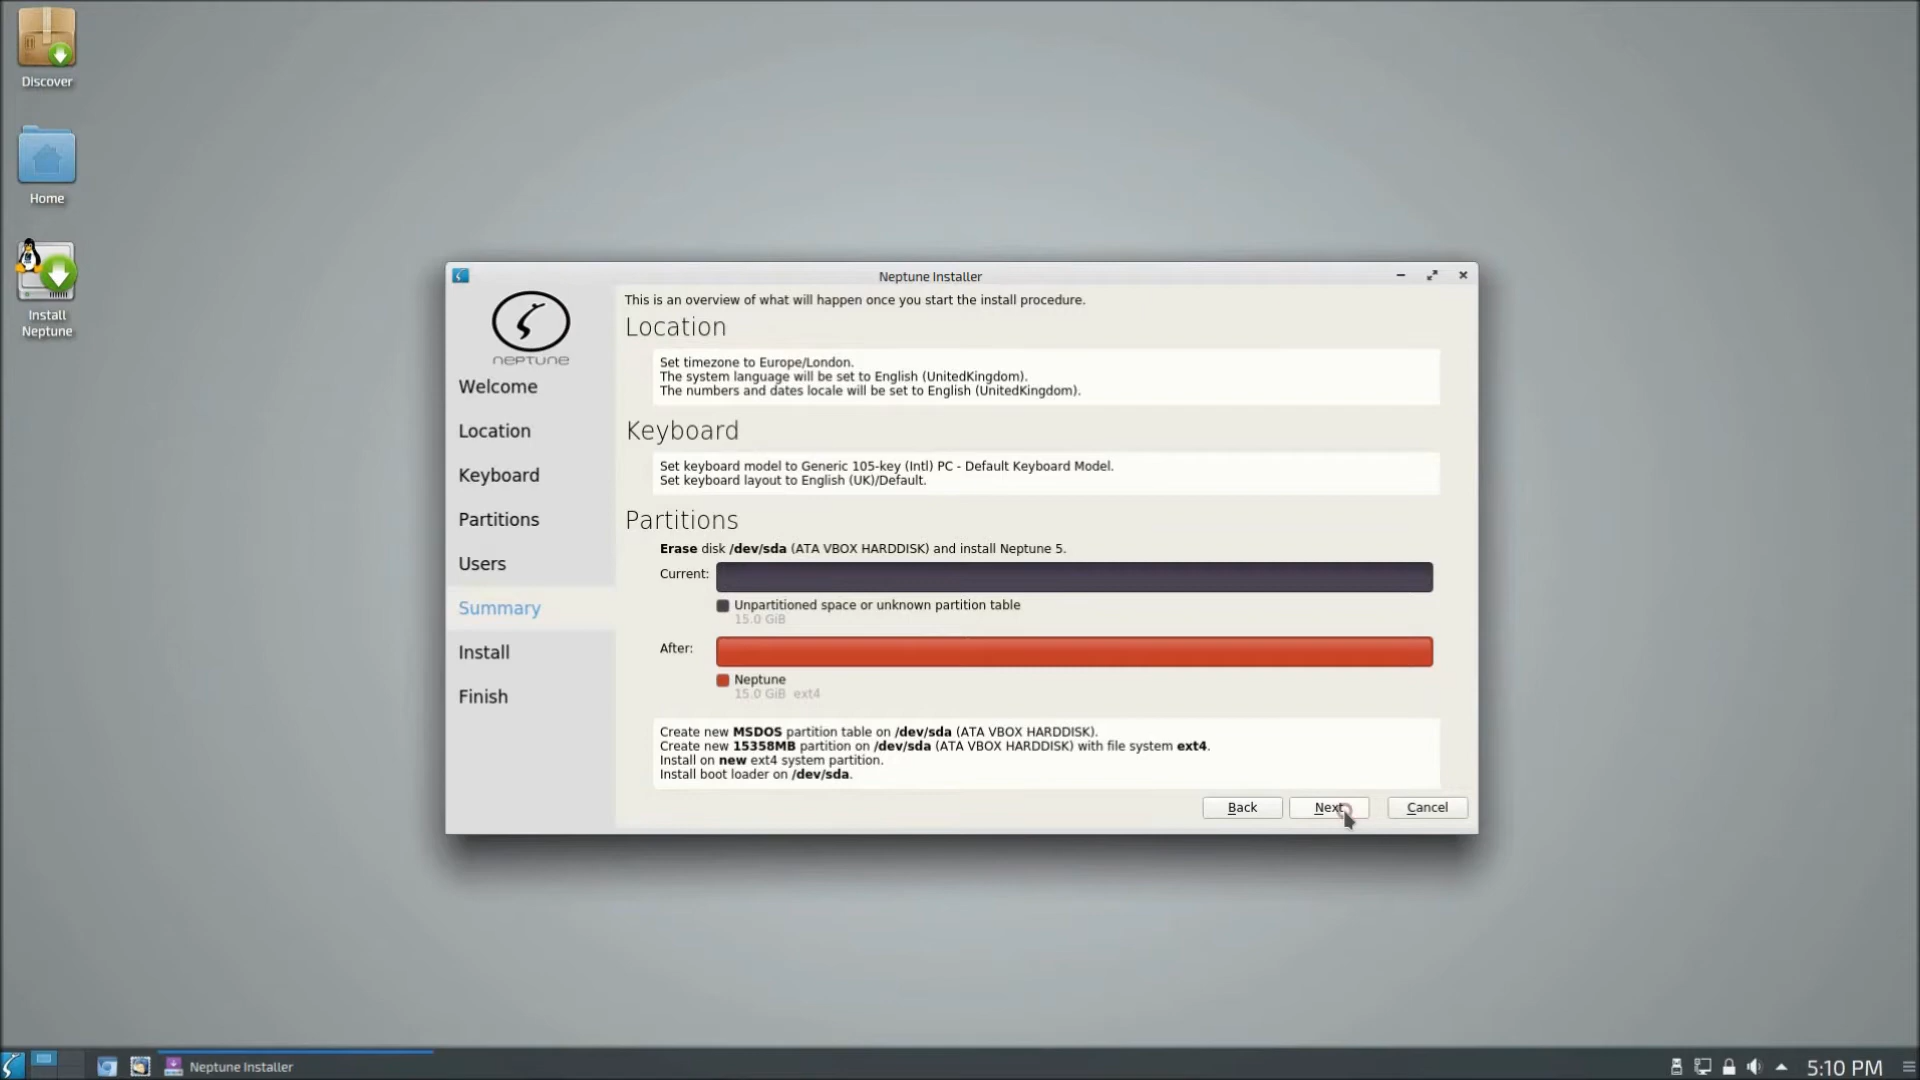 Discover
Home
Install
Neptune
Neptune Installer
NEPTUNE
Welcome
Location
Keyboard
Partitions
Users
Summary
Install
Finish
This is an overview of what will happen once you start the install procedure.
Location
Set timezone to Europe/London.
The system language will be set to English (UnitedKingdom).
The numbers and dates locale will be set to English (UnitedKingdom).
Keyboard
Set keyboard model to Generic 105-key (Intl) PC - Default Keyboard Model.
Set keyboard layout to English (UK)/Default.
Partitions
Erase disk /dev/sda (ATA VBOX HARDDISK) and install Neptune 5.
Current:
Unpartitioned space or unknown partition table
15.0 GiB
After:
Neptune
15.0 GiB ext4
Create new MSDOS partition table on /dev/sda (ATA VBOX HARDDISK).
Create new 15358MB partition on /dev/sda (ATA VBOX HARDDISK) with file system ext4.
Install on new ext4 system partition.
Install boot loader on /dev/sda.
Back Next Cancel
Neptune Installer
5:10 PM